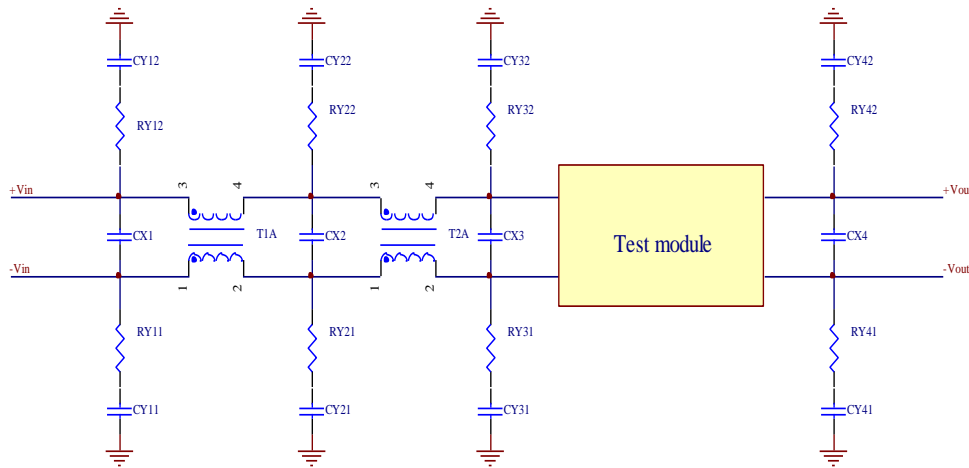 CY12
CY22
CY32
CY42
RY12
RY22
RY32
RY42
3
4
3
4
+Vin
+Vou
CX1
T1A
CX2
T2A
CX3
Test module
CX4
-Vin
-Vout
1
2
1
2
RY11
RY21
RY31
RY41
CY11
CY21
CY31
CY41